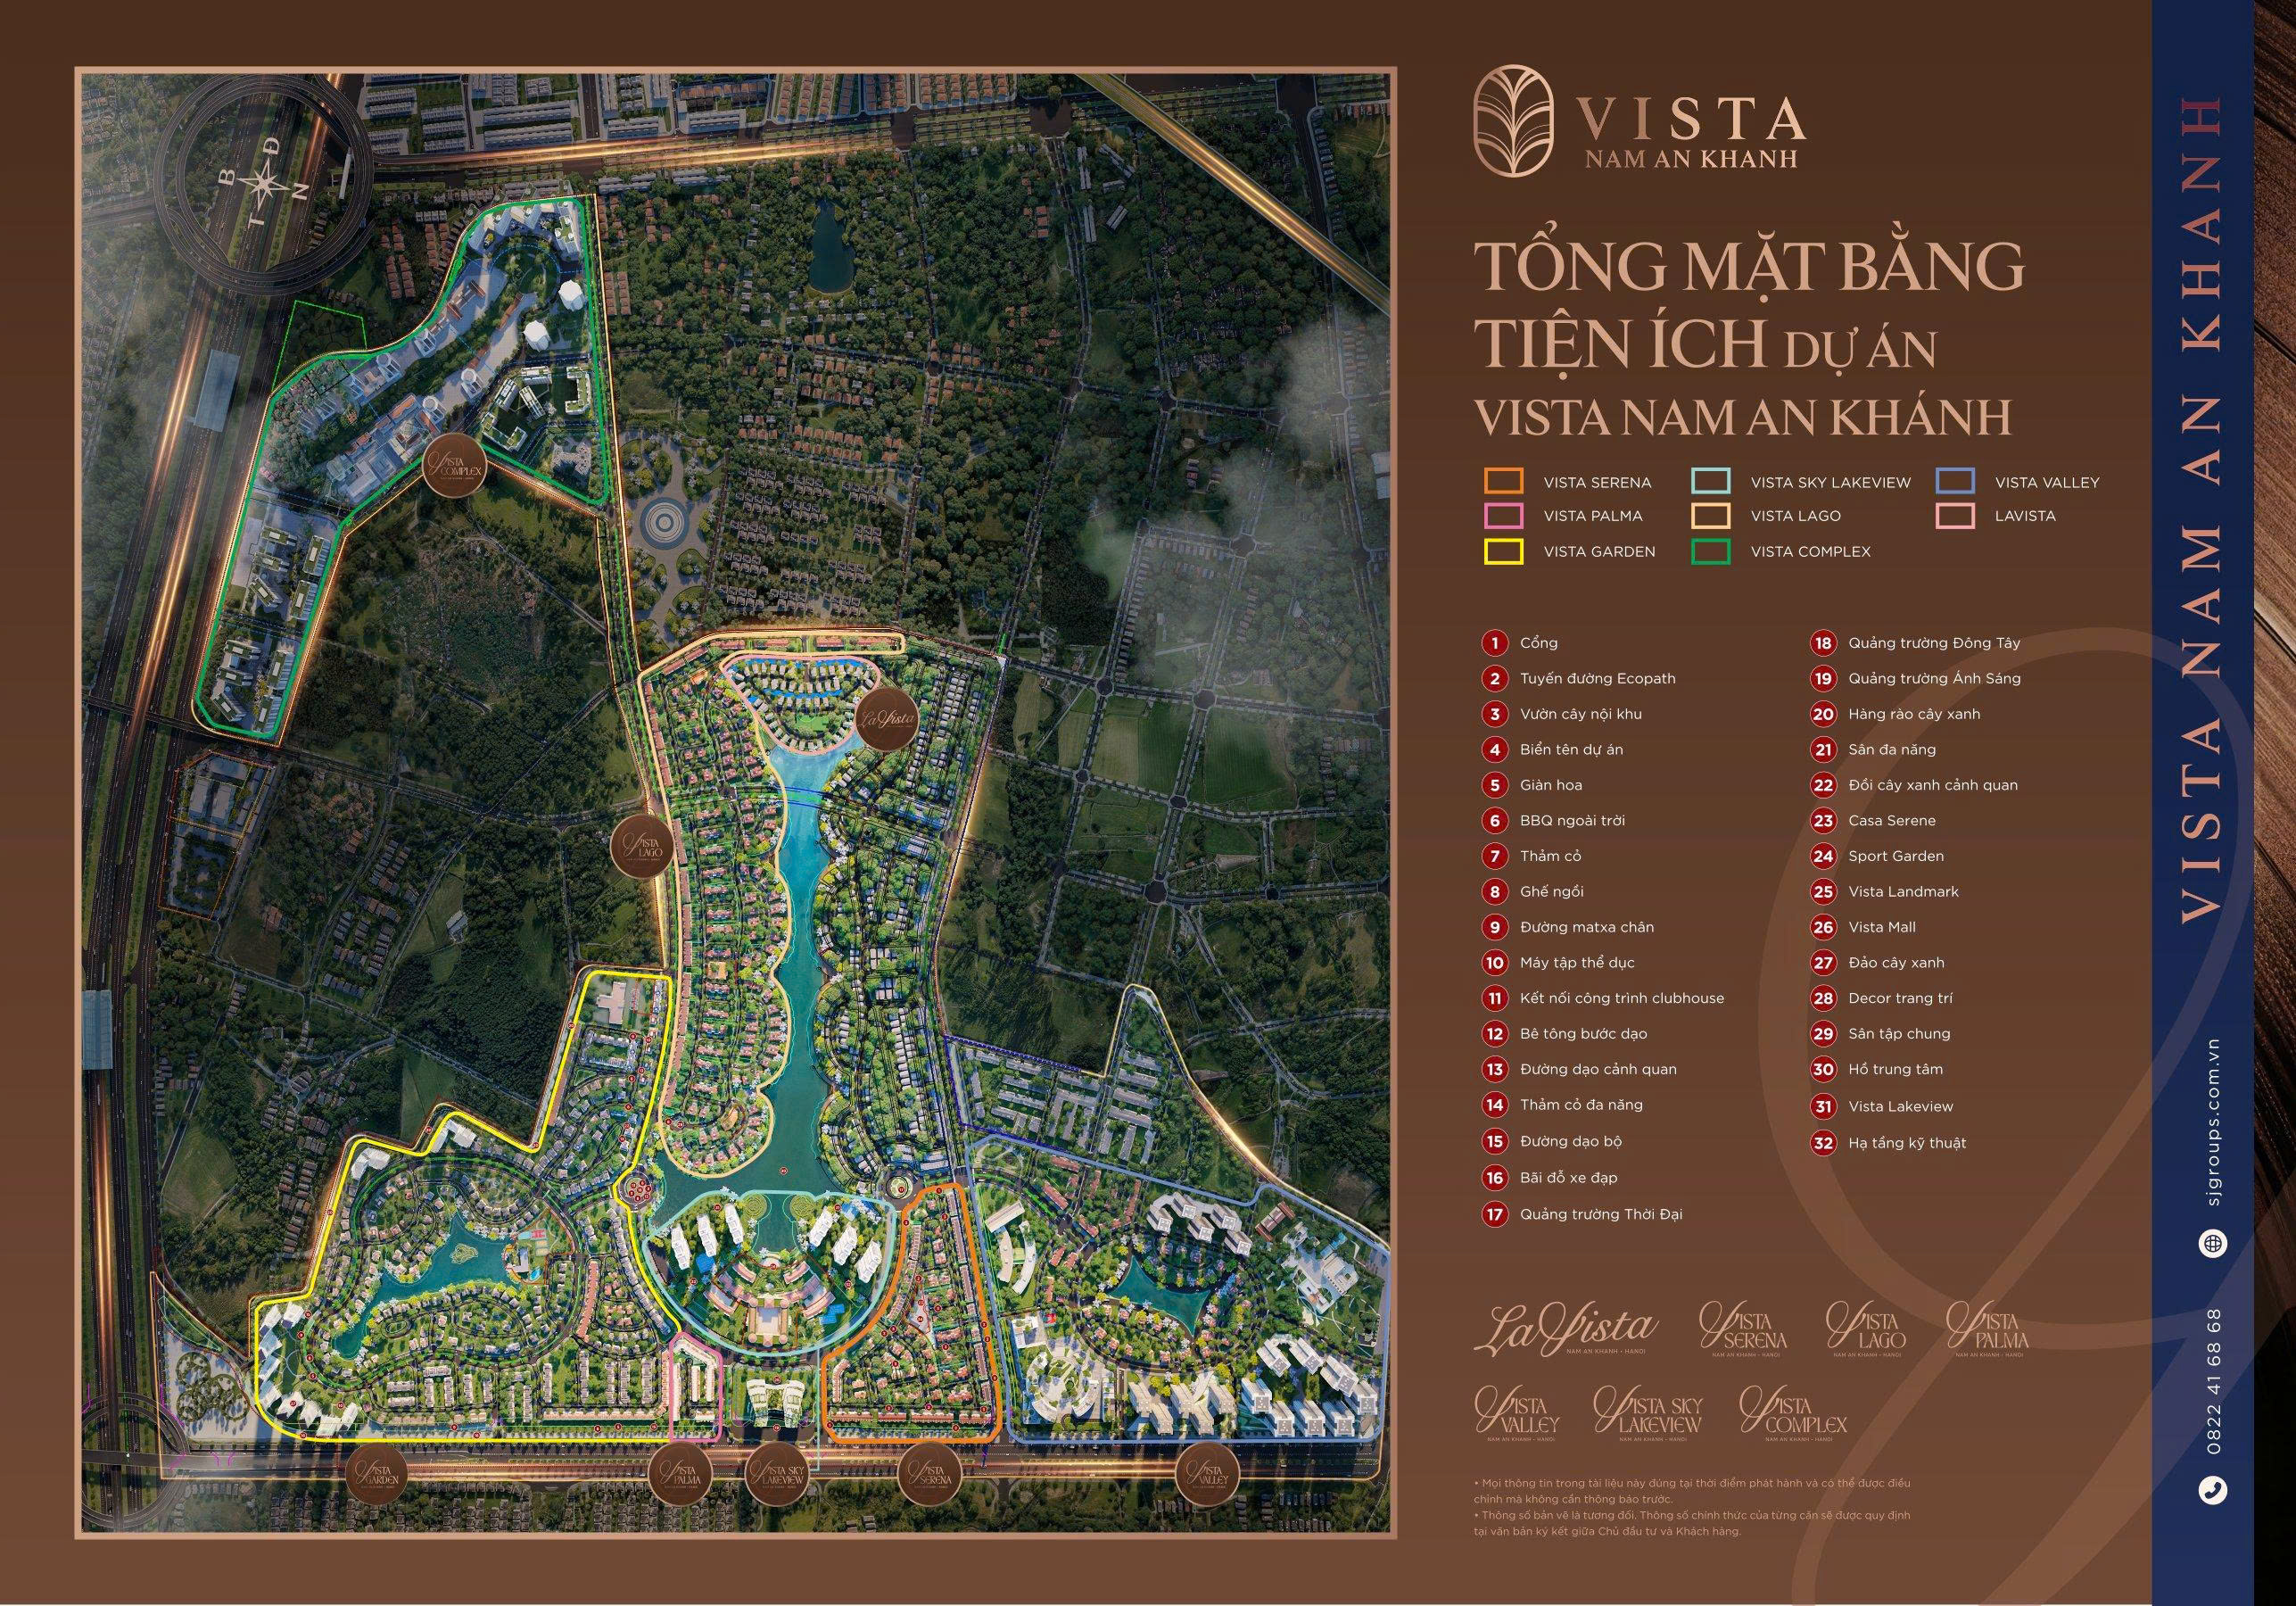 B
Đ
T
N
VISTA
COMPLEX
LaVista
VISTA
LAGO
VISTA
GARDEN
VISTA
PALMA
VISTA SKY
LAKEVIEW
VISTA
SERENA
VISTA
VALLEY
VISTA
NAM AN KHANH
TỔNG MẶT BẰNG
TIỆN ÍCH DỰ ÁN
VISTA NAM AN KHÁNH
VISTA SERENA
VISTA PALMA
VISTA GARDEN
VISTA SKY LAKEVIEW
VISTA LAGO
VISTA COMPLEX
VISTA VALLEY
LAVISTA
1 Cổng
2 Tuyến đường Ecopath
3 Vườn cây nội khu
4 Biển tên dự án
5 Giàn hoa
6 BBQ ngoài trời
7 Thảm cỏ
8 Ghế ngồi
9 Đường matxa chân
10 Máy tập thể dục
11 Kết nối công trình clubhouse
12 Bê tông bước dạo
13 Đường dạo cảnh quan
14 Thảm cỏ đa năng
15 Đường dạo bộ
16 Bãi đỗ xe đạp
17 Quảng trường Thời Đại
18 Quảng trường Đông Tây
19 Quảng trường Ánh Sáng
20 Hàng rào cây xanh
21 Sân đa năng
22 Đồi cây xanh cảnh quan
23 Casa Serene
24 Sport Garden
25 Vista Landmark
26 Vista Mall
27 Đảo cây xanh
28 Decor trang trí
29 Sân tập chung
30 Hồ trung tâm
31 Vista Lakeview
32 Hạ tầng kỹ thuật
LaVista
NAM AN KHANH - HANOI
VISTA
SERENA
NAM AN KHANH - HANOI
VISTA
LAGO
NAM AN KHANH - HANOI
VISTA
PALMA
NAM AN KHANH - HANOI
VISTA
VALLEY
NAM AN KHANH - HANOI
VISTA SKY
LAKEVIEW
NAM AN KHANH - HANOI
VISTA
COMPLEX
NAM AN KHANH - HANOI
• Mọi thông tin trong tài liệu này đúng tại thời điểm phát hành và có thể được điều
chỉnh mà không cần thông báo trước.
• Thông số bản vẽ là tương đối. Thông số chính thức của từng căn sẽ được quy định
tại văn bản ký kết giữa Chủ đầu tư và Khách hàng.
VISTA NAM AN KHANH
sjgroups.com.vn
0822 41 68 68